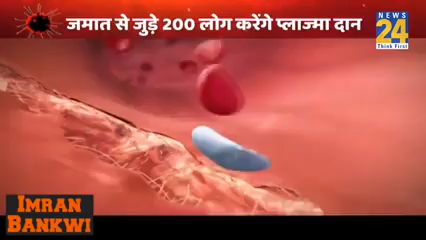 जमात से जुड़े 200 लोग करेंगे प्लाज्मा दान
NEWS
24
Think First
IMRAN
BANKWI